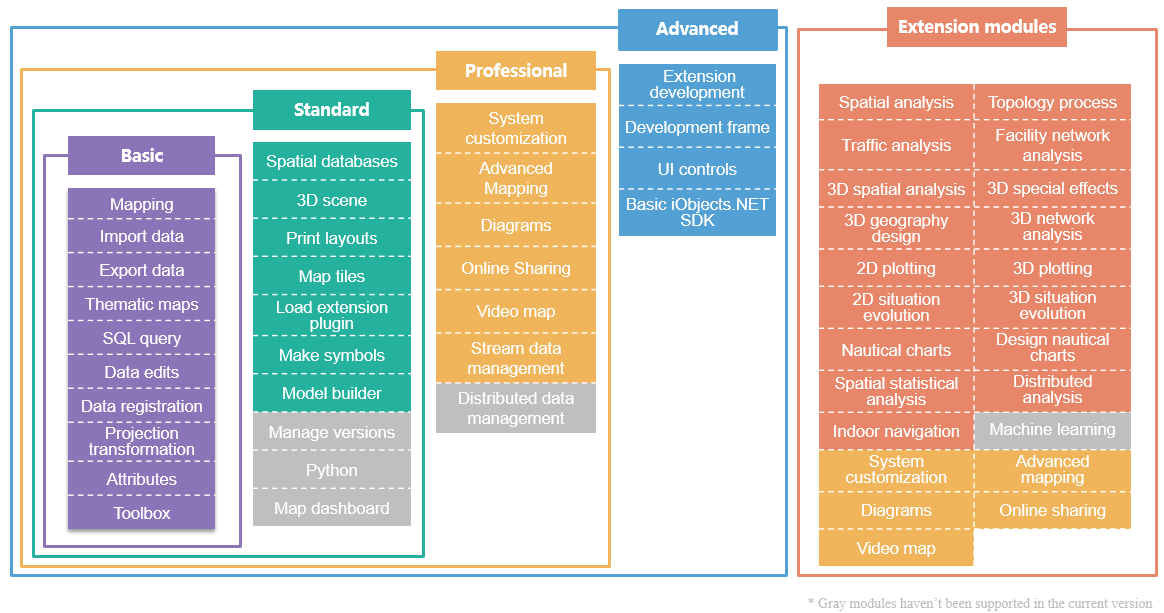 Basic
Mapping
Import data
Export data
Thematic maps
SQL query
Data edits
Data registration
Projection
transformation
Attributes
Toolbox
Standard
Spatial databases
3D scene
Print layouts
Map tiles
Load extension
plugin
Make symbols
Model builder
Manage versions
Python
Map dashboard
Professional
System
customization
Advanced
Mapping
Diagrams
Online Sharing
Video map
Stream data
management
Distributed data
management
Advanced
Extension
development
Development frame
UI controls
Basic iObjects.NET
SDK
Extension modules
Spatial analysis
Topology process
Traffic analysis
Facility network
analysis
3D spatial analysis
3D special effects
3D geography
design
3D network
analysis
2D plotting
3D plotting
2D situation
evolution
3D situation
evolution
Nautical charts
Design nautical
charts
Spatial statistical
analysis
Distributed
analysis
Indoor navigation
Machine learning
System
customization
Advanced
mapping
Diagrams
Online sharing
Video map
* Gray modules haven't been supported in the current version